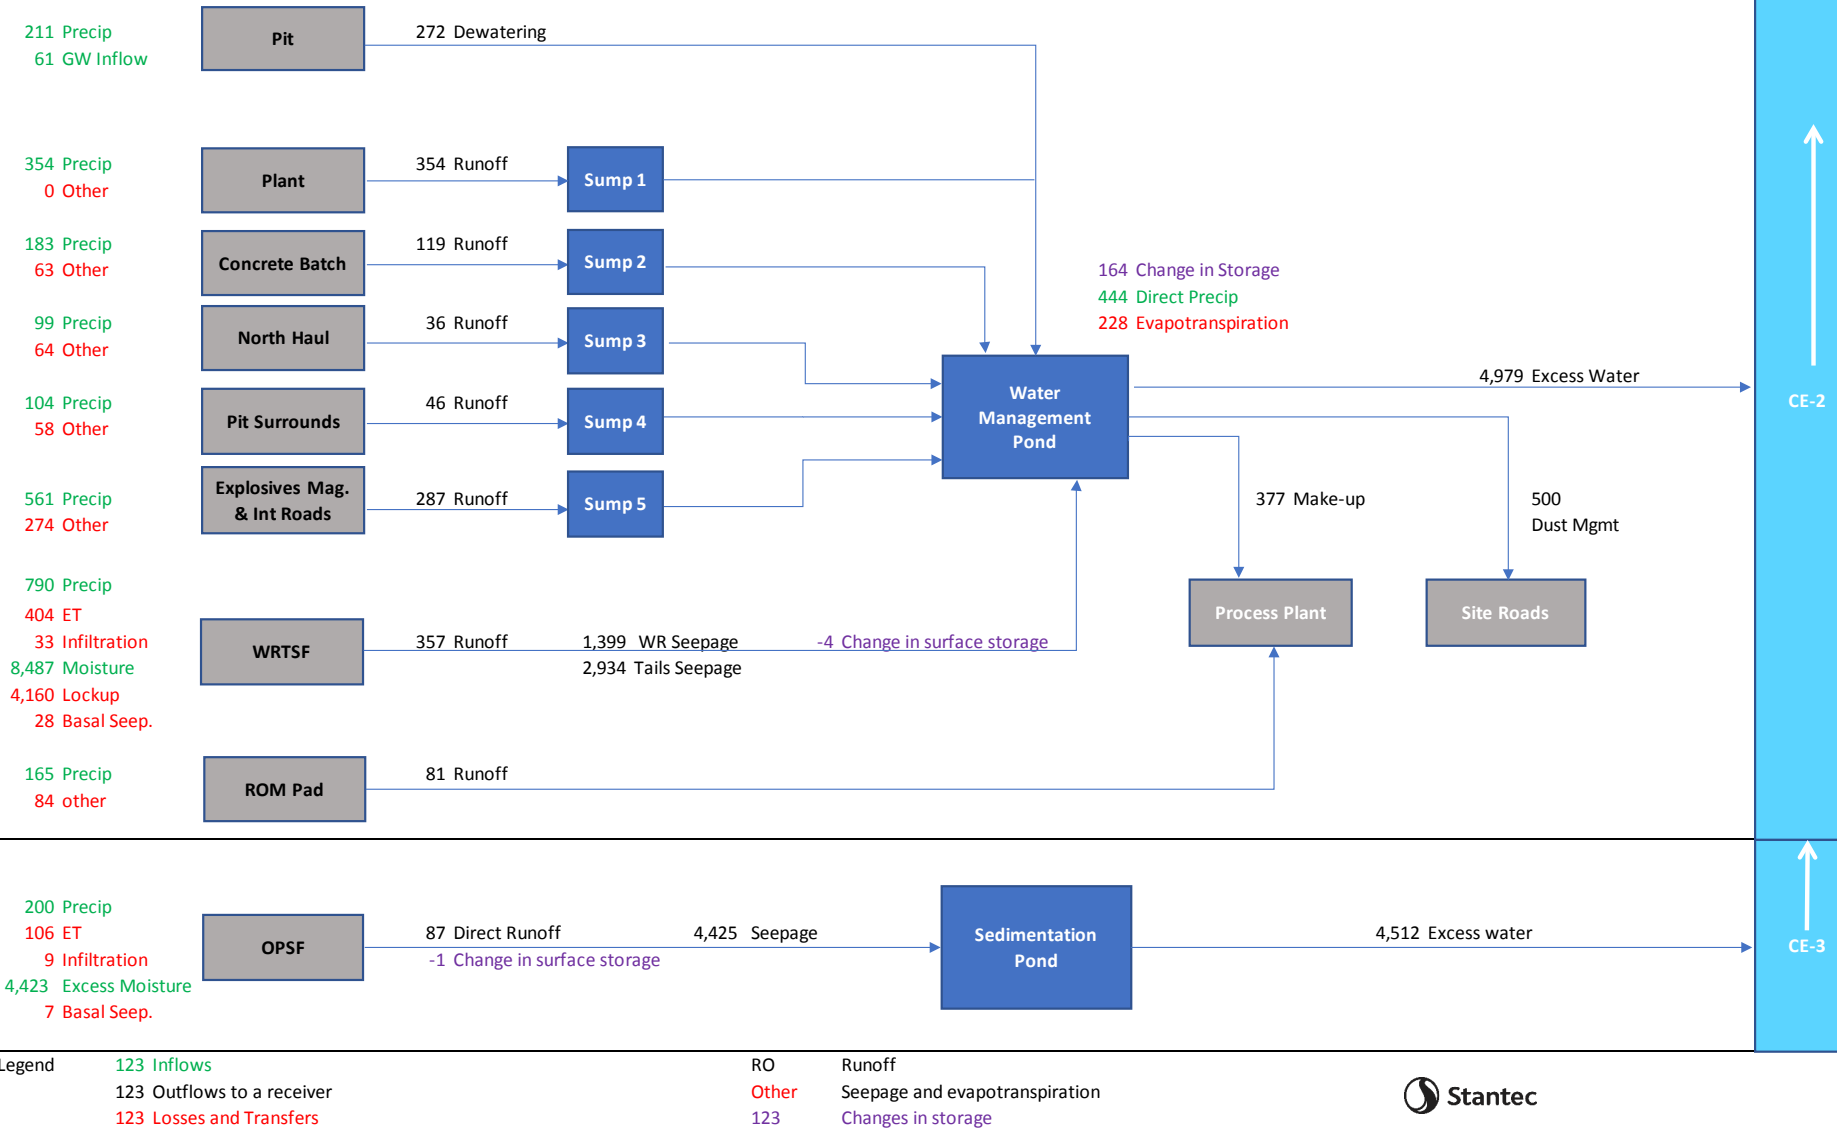 211 Precip
61 GW Inflow
Pit
272 Dewatering
354 Precip
0 Other
Plant
354 Runoff
Sump 1
183 Precip
63 Other
Concrete Batch
119 Runoff
Sump 2
99 Precip
64 Other
North Haul
36 Runoff
Sump 3
104 Precip
58 Other
Pit Surrounds
46 Runoff
Sump 4
561 Precip
274 Other
Explosives Mag.
& Int Roads
287 Runoff
Sump 5
164 Change in Storage
444 Direct Precip
228 Evapotranspiration
Water
Management
Pond
4,979 Excess Water
CE-2
377 Make-up
500
Dust Mgmt
Process Plant
Site Roads
790 Precip
404 ET
33 Infiltration
8,487 Moisture
4,160 Lockup
28 Basal Seep.
WRTSF
357 Runoff
1,399 WR Seepage
2,934 Tails Seepage
-4 Change in surface storage
165 Precip
84 other
ROM Pad
81 Runoff
200 Precip
106 ET
9 Infiltration
4,423 Excess Moisture
7 Basal Seep.
OPSF
87 Direct Runoff
-1 Change in surface storage
4,425 Seepage
Sedimentation
Pond
4,512 Excess water
CE-3
Legend
123 Inflows
123 Outflows to a receiver
123 Losses and Transfers
RO Runoff
Other Seepage and evapotranspiration
123 Changes in storage
Stantec